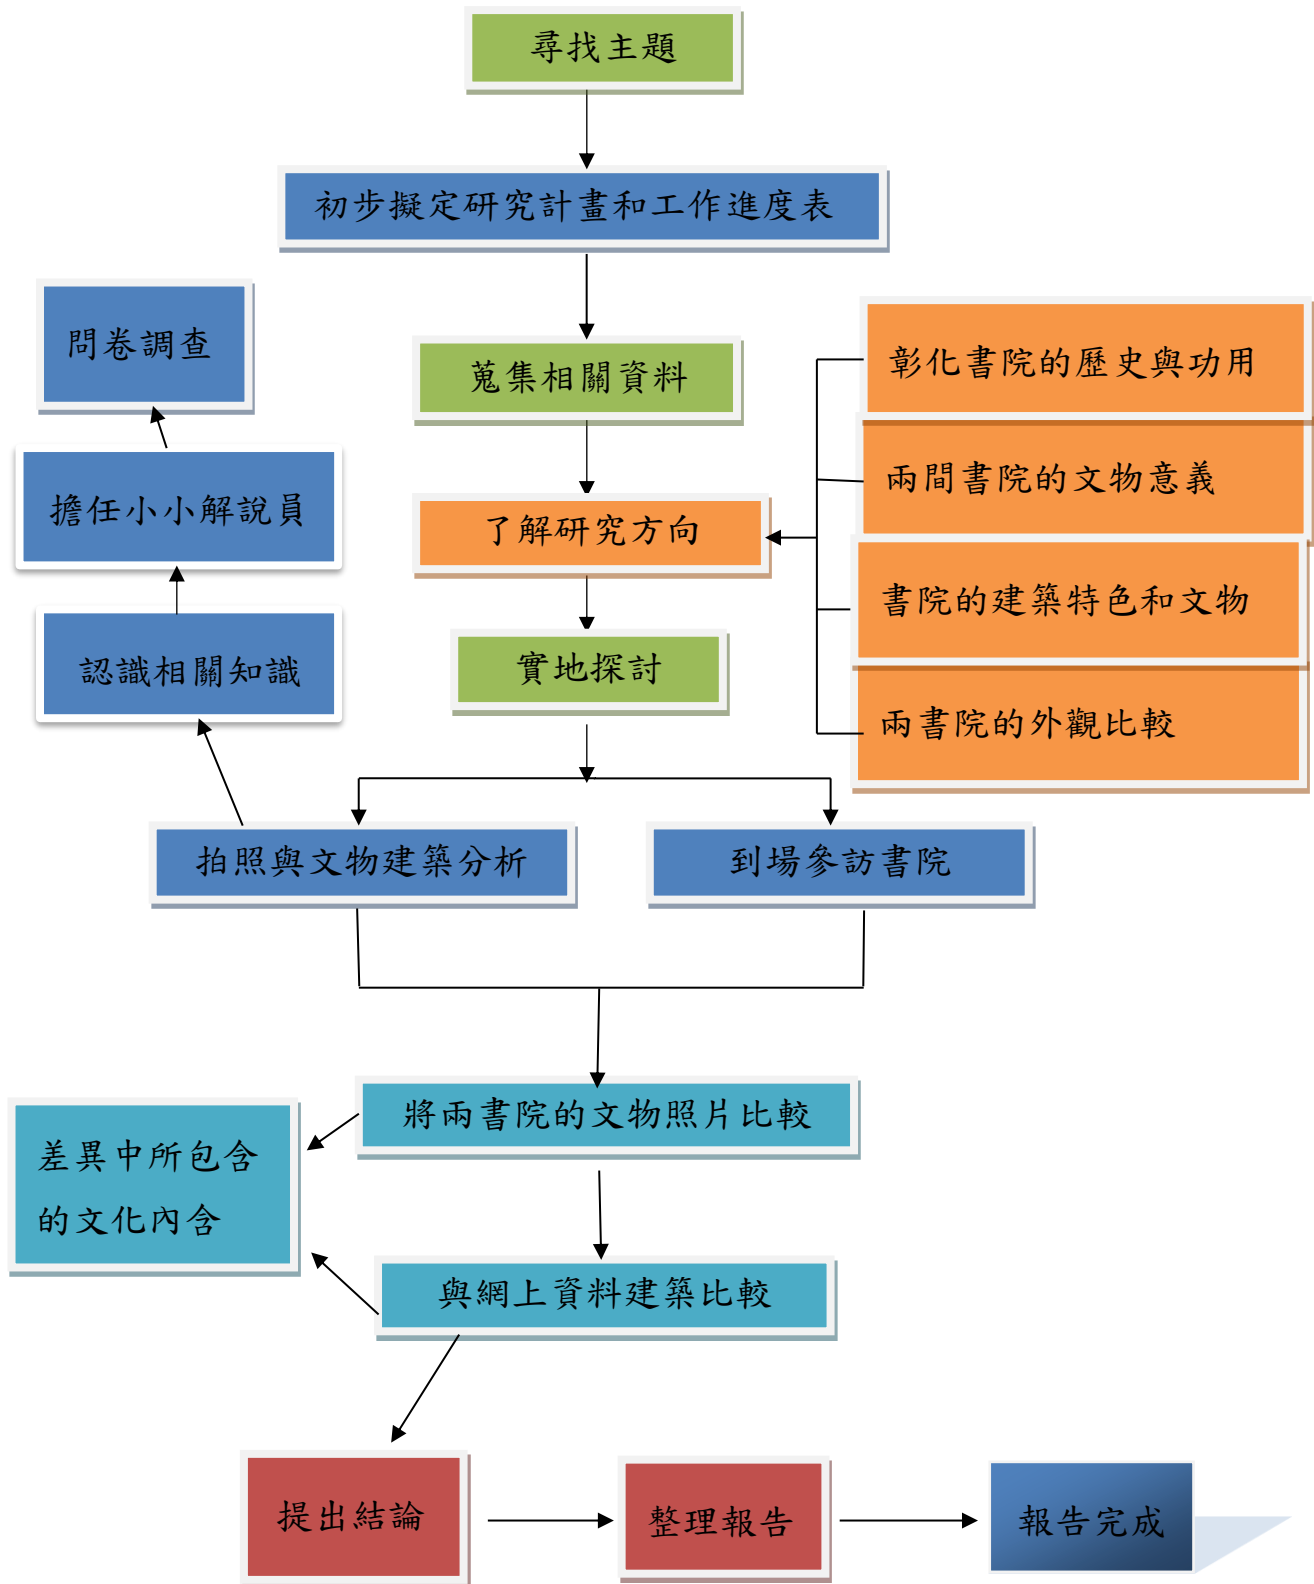 尋找主題
初步擬定研究計畫和工作進度表
問卷調查
蒐集相關資料
彰化書院的歷史與功用
兩間書院的文物意義
擔任小小解說員
了解研究方向
書院的建築特色和文物
認識相關知識
實地探討
兩書院的外觀比較
拍照與文物建築分析
到場參訪書院
將兩書院的文物照片比較
差異中所包含
的文化內含
與網上資料建築比較
提出結論
整理報告
報告完成